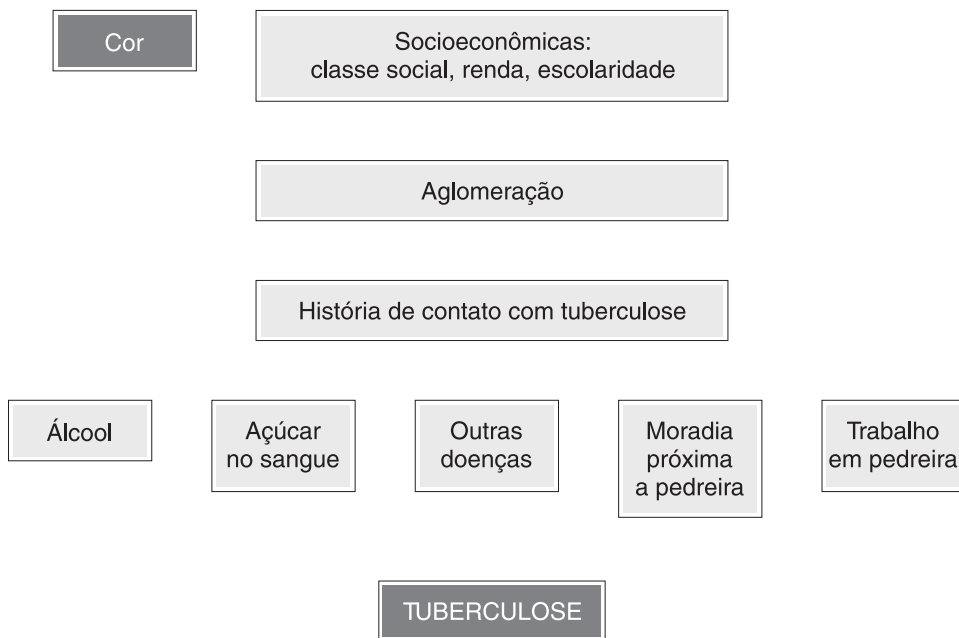 Cor
Socioeconômicas:
classe social, renda, escolaridade
Aglomeração
História de contato com tuberculose
Álcool
Açúcar
no sangue
Outras
doenças
Moradia
próxima
a pedreira
Trabalho
em pedreira
TUBERCULOSE